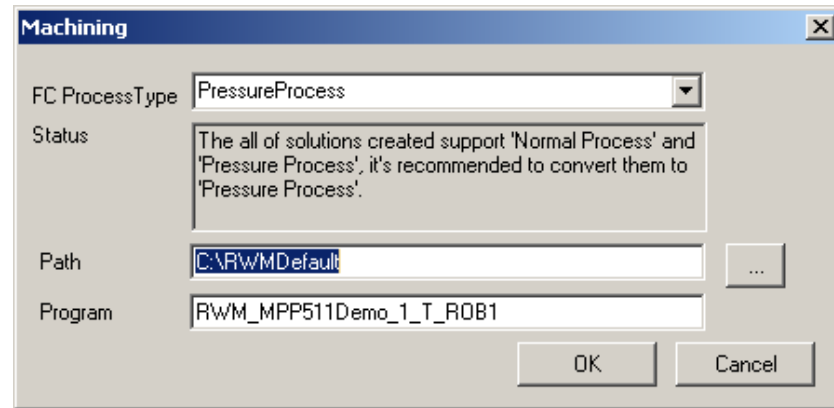 Machining
FC ProcessType
PressureProcess
Status
The all of solutions created support 'Normal Process' and
'Pressure Process', it's recommended to convert them to
'Pressure Process'.
Path
C:\RWMDefault
...
Program
RWM_MPP511Demo_1_T_ROB1
OK
Cancel